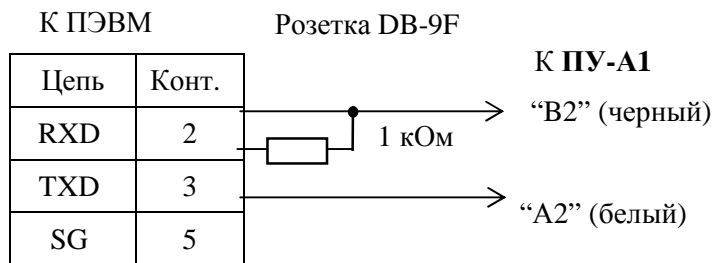 К ПЭВМ
Розетка DB-9F
Цепь Конт.
К ПУ-А1
RXD 2
“В2” (черный)
1 кОм
TXD 3
“А2” (белый)
SG 5